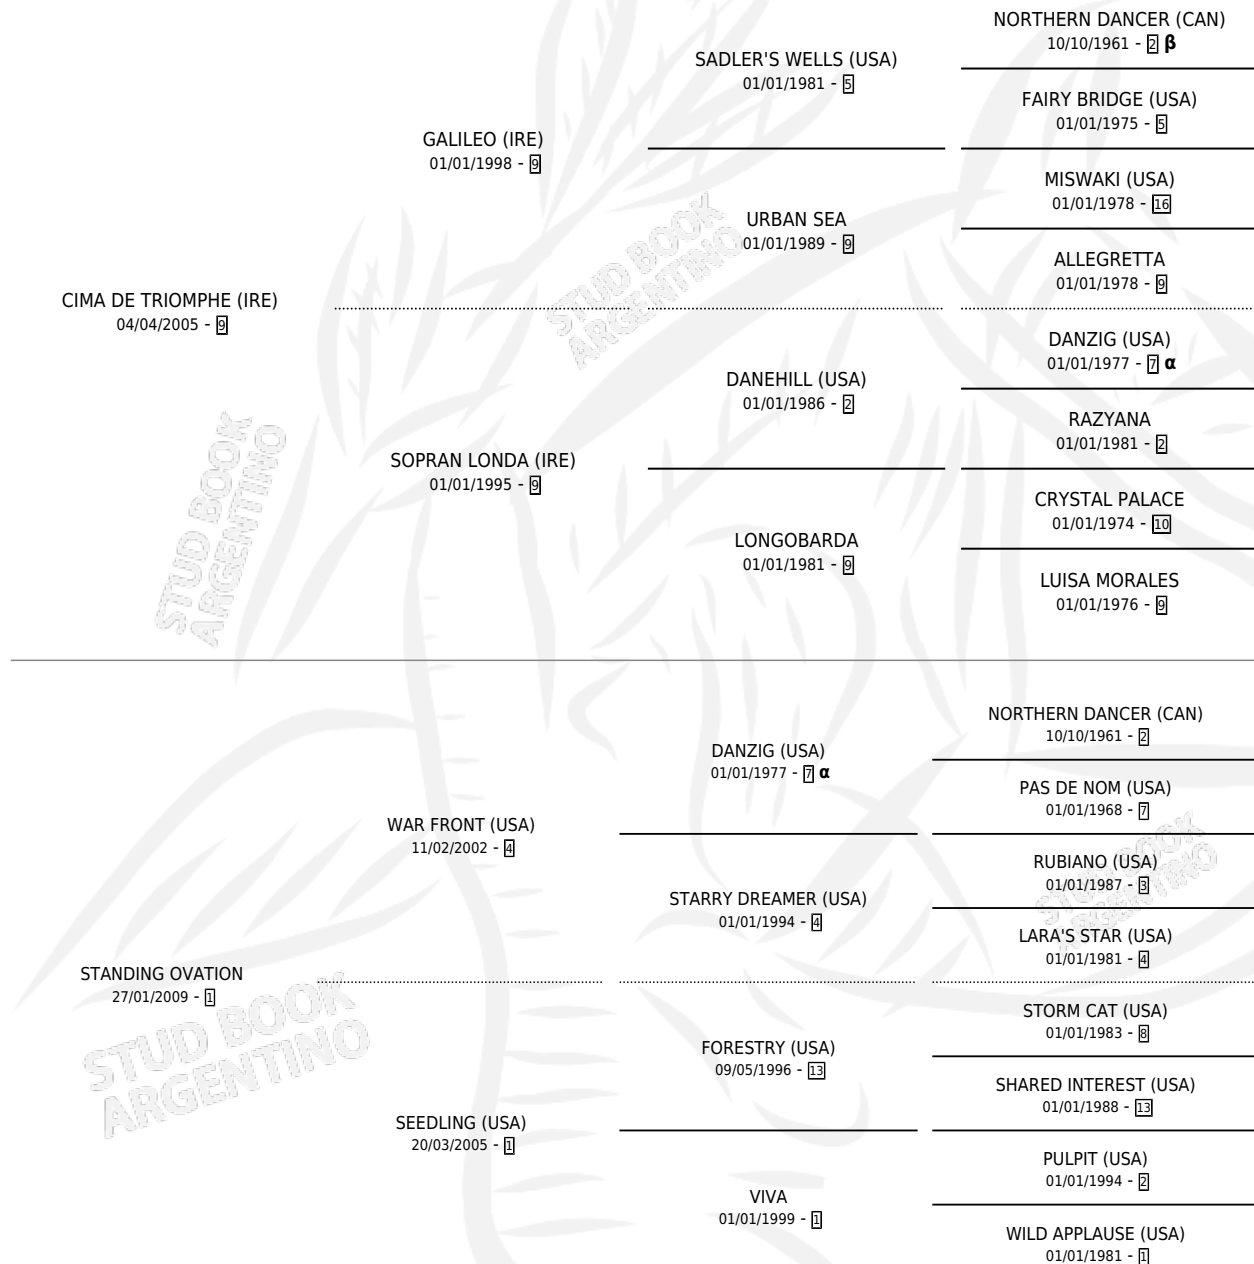 NORTHERN DANCER (CAN)
10/10/1961 - 2 β
SADLER'S WELLS (USA)
01/01/1981 - 5
FAIRY BRIDGE (USA)
01/01/1975 - 5
GALILEO (IRE)
01/01/1998 - 9
MISWAKI (USA)
01/01/1978 - 16
URBAN SEA
01/01/1989 - 9
ALLEGRETTA
01/01/1978 - 9
CIMA DE TRIOMPHE (IRE)
04/04/2005 - 9
DANZIG (USA)
01/01/1977 - 7 α
DANEHILL (USA)
01/01/1986 - 2
RAZYANA
01/01/1981 - 2
SOPRAN LONDA (IRE)
01/01/1995 - 9
CRYSTAL PALACE
01/01/1974 - 10
LONGOBARDA
01/01/1981 - 9
LUISA MORALES
01/01/1976 - 9
NORTHERN DANCER (CAN)
10/10/1961 - 2
DANZIG (USA)
01/01/1977 - 7 α
PAS DE NOM (USA)
01/01/1968 - 7
WAR FRONT (USA)
11/02/2002 - 4
RUBIANO (USA)
01/01/1987 - 3
STARRY DREAMER (USA)
01/01/1994 - 4
LARA'S STAR (USA)
01/01/1981 - 4
STANDING OVATION
27/01/2009 - 1
STORM CAT (USA)
01/01/1983 - 8
FORESTRY (USA)
09/05/1996 - 13
SHARED INTEREST (USA)
01/01/1988 - 13
SEEDLING (USA)
20/03/2005 - 1
PULPIT (USA)
01/01/1994 - 2
VIVA
01/01/1999 - 1
WILD APPLAUSE (USA)
01/01/1981 - 1
STUD BOOK
ARGENTINO
STUD BOOK
ARGENTINO
STUD BOOK
ARGENTINO
STUD BOOK
ARGENTINO